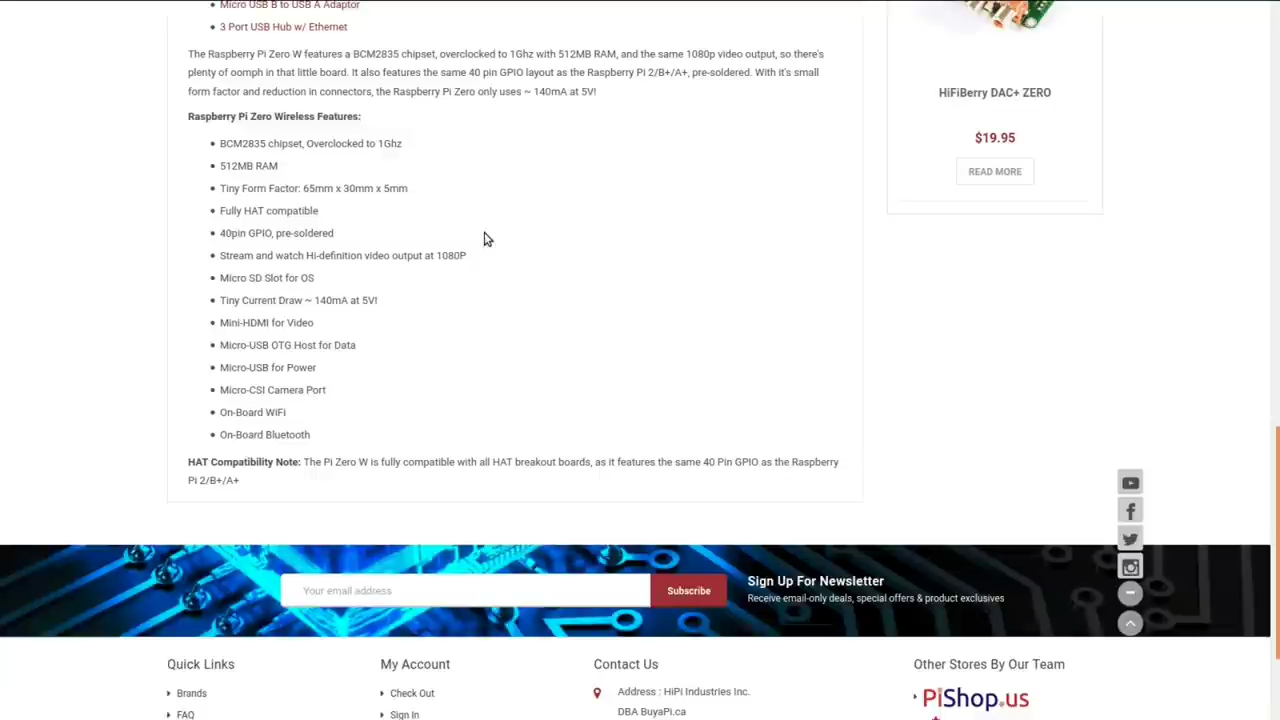 Micro USB B to USB A Adaptor
3 Port USB Hub w/ Ethernet
The Raspberry Pi Zero W features a BCM2835 chipset, overclocked to 1Ghz with 512MB RAM, and the same 1080p video output, so there's
plenty of oomph in that little board. It also features the same 40 pin GPIO layout as the Raspberry Pi 2/B+/A+, pre-soldered. With it's small
form factor and reduction in connectors, the Raspberry Pi Zero only uses ~ 140mA at 5V!
Raspberry Pi Zero Wireless Features:
BCM2835 chipset, Overclocked to 1Ghz
512MB RAM
Tiny Form Factor: 65mm x 30mm x 5mm
Fully HAT compatible
40pin GPIO, pre-soldered
Stream and watch Hi-definition video output at 1080P
Micro SD Slot for OS
Tiny Current Draw ~ 140mA at 5V!
Mini-HDMI for Video
Micro-USB OTG Host for Data
Micro-USB for Power
Micro-CSI Camera Port
On-Board WiFi
On-Board Bluetooth
HAT Compatibility Note: The Pi Zero W is fully compatible with all HAT breakout boards, as it features the same 40 Pin GPIO as the Raspberry
Pi 2/B+/A+
HiFiBerry DAC+ ZERO
$19.95
READ MORE
Your email address
Subscribe
Sign Up For Newsletter
Receive email-only deals, special offers & product exclusives
Quick Links
Brands
FAQ
My Account
Check Out
Sign In
Contact Us
Address : HiPi Industries Inc.
DBA BuyaPi.ca
Other Stores By Our Team
PiShop.us